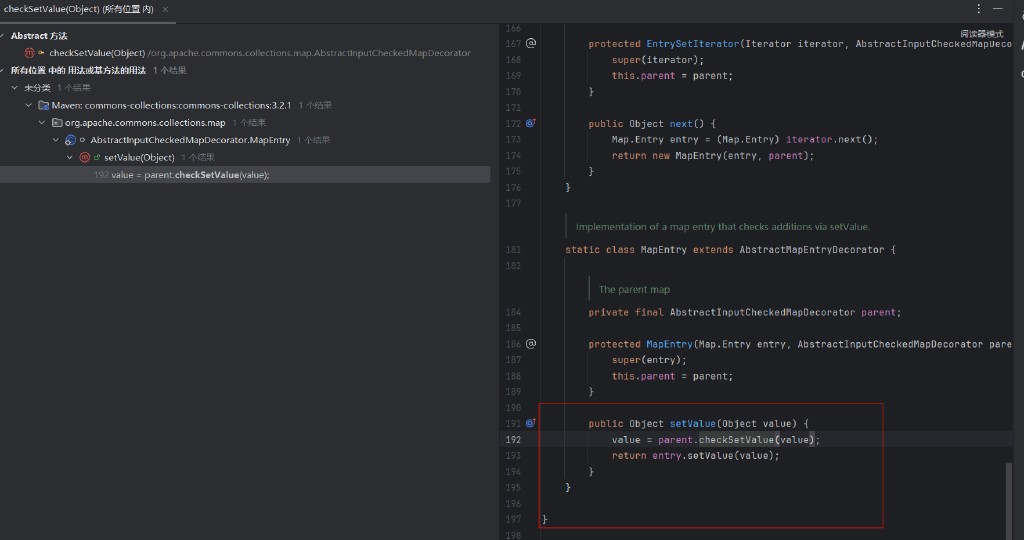 checkSetValue(Object) (所有位置 内) ×
Abstract 方法
checkSetValue(Object) /org.apache.commons.collections.map.AbstractInputCheckedMapDecorator
所有位置 中的 用法或基方法的用法 1 个结果
未分类 1 个结果
Maven: commons-collections:commons-collections:3.2.1 1 个结果
org.apache.commons.collections.map 1 个结果
AbstractInputCheckedMapDecorator.MapEntry 1 个结果
setValue(Object) 1 个结果
192 value = parent.checkSetValue(value);
阅读器模式
166
167 @ protected EntrySetIterator(Iterator iterator, AbstractInputCheckedMapDeco
168 super(iterator);
169 this.parent = parent;
170 }
171
172 public Object next() {
173 Map.Entry entry = (Map.Entry) iterator.next();
174 return new MapEntry(entry, parent);
175 }
176 }
177
Implementation of a map entry that checks additions via setValue.
181 static class MapEntry extends AbstractMapEntryDecorator {
182
The parent map
184 private final AbstractInputCheckedMapDecorator parent;
185
186 @ protected MapEntry(Map.Entry entry, AbstractInputCheckedMapDecorator pare
187 super(entry);
188 this.parent = parent;
189 }
190
191 public Object setValue(Object value) {
192 value = parent.checkSetValue(value);
193 return entry.setValue(value);
194 }
195 }
196
197 }
198